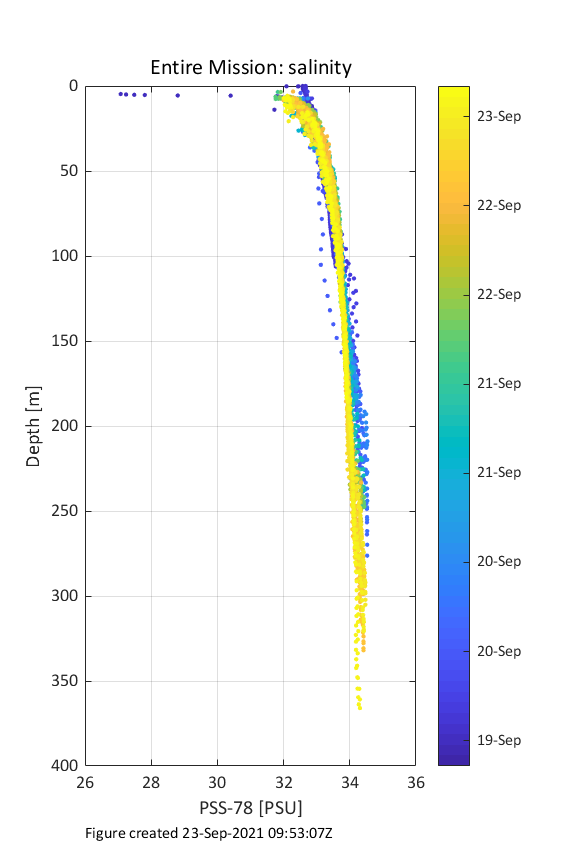 Entire Mission: salinity
0
50
100
150
200
250
300
350
400
Depth [m]
26
28
30
32
34
36
PSS-78 [PSU]
23-Sep
22-Sep
22-Sep
21-Sep
21-Sep
20-Sep
20-Sep
19-Sep
Figure created 23-Sep-2021 09:53:07Z